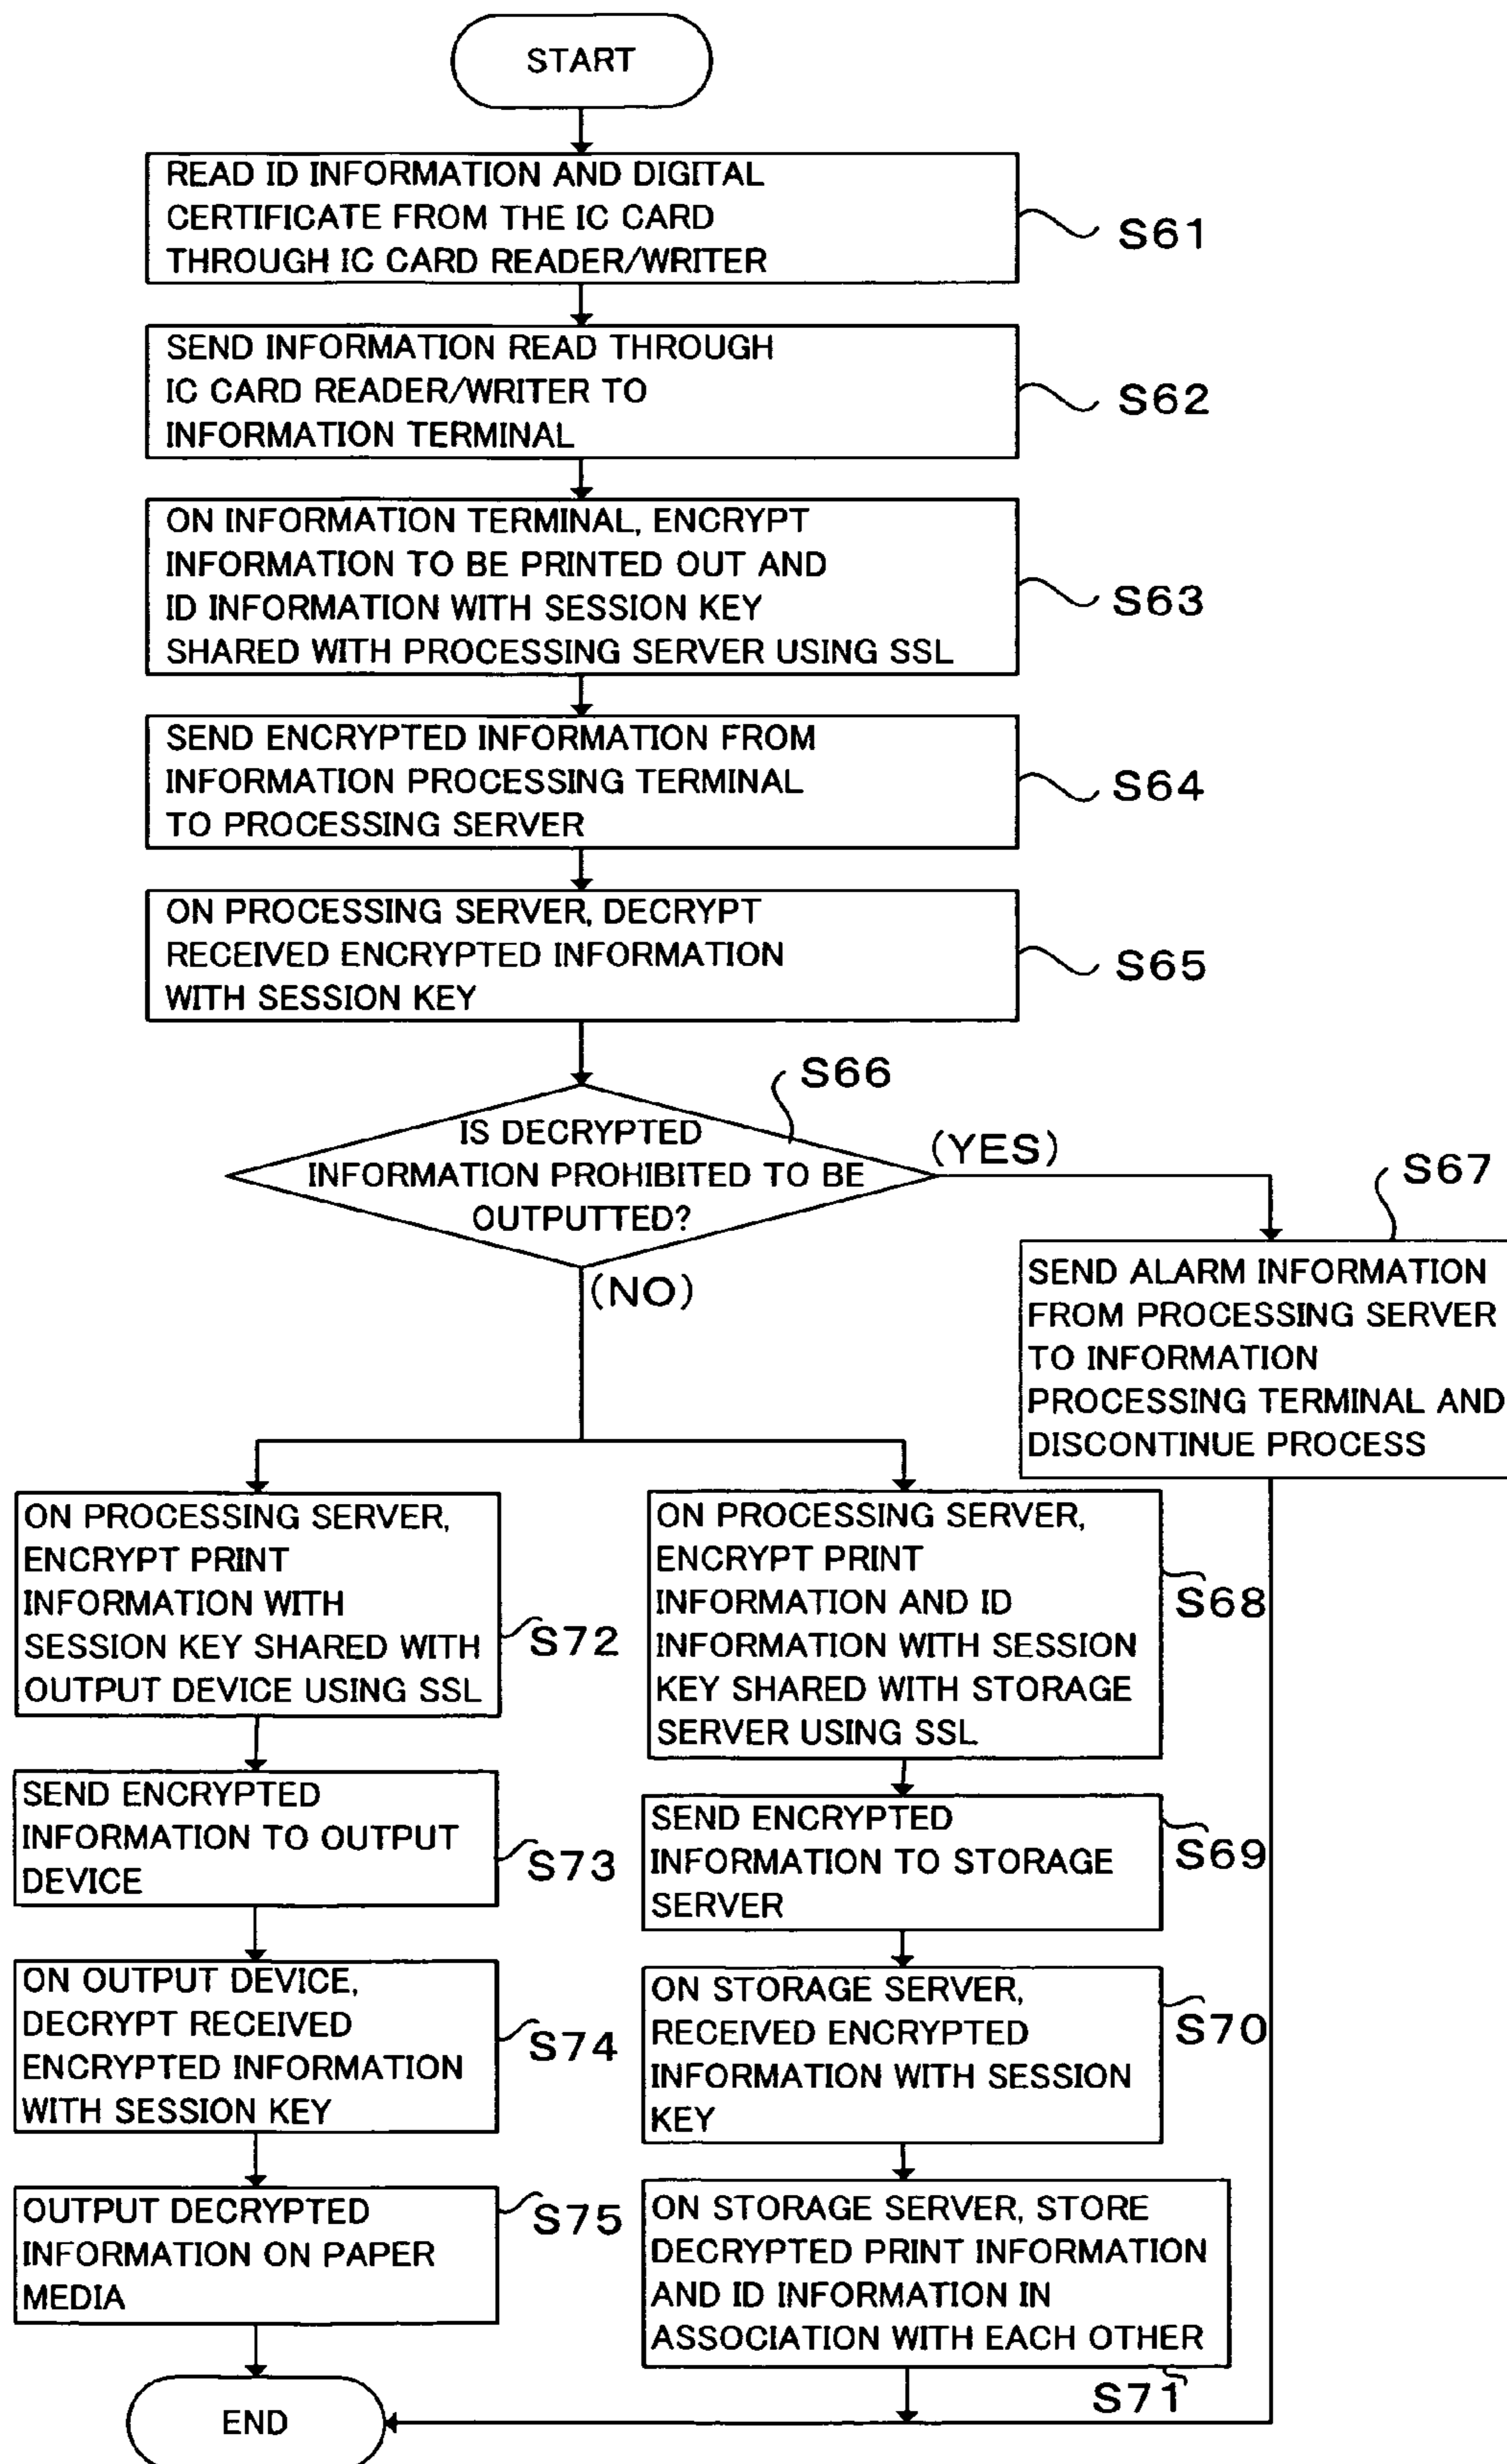 START
READ ID INFORMATION AND DIGITAL
CERTIFICATE FROM THE IC CARD
THROUGH IC CARD READER/WRITER
S61
SEND INFORMATION READ THROUGH
IC CARD READER/WRITER TO
INFORMATION TERMINAL
S62
ON INFORMATION TERMINAL, ENCRYPT
INFORMATION TO BE PRINTED OUT AND
ID INFORMATION WITH SESSION KEY
SHARED WITH PROCESSING SERVER USING SSL
S63
SEND ENCRYPTED INFORMATION FROM
INFORMATION PROCESSING TERMINAL
TO PROCESSING SERVER
S64
ON PROCESSING SERVER, DECRYPT
RECEIVED ENCRYPTED INFORMATION
WITH SESSION KEY
S65
S66
IS DECRYPTED
INFORMATION PROHIBITED TO BE
OUTPUTTED?
(YES)
(NO)
S67
SEND ALARM INFORMATION
FROM PROCESSING SERVER
TO INFORMATION
PROCESSING TERMINAL AND
DISCONTINUE PROCESS
ON PROCESSING SERVER,
ENCRYPT PRINT
INFORMATION WITH
SESSION KEY SHARED WITH
OUTPUT DEVICE USING SSL
S72
SEND ENCRYPTED
INFORMATION TO OUTPUT
DEVICE
S73
ON OUTPUT DEVICE,
DECRYPT RECEIVED
ENCRYPTED INFORMATION
WITH SESSION KEY
S74
OUTPUT DECRYPTED
INFORMATION ON PAPER
MEDIA
S75
ON PROCESSING SERVER,
ENCRYPT PRINT
INFORMATION AND ID
INFORMATION WITH SESSION
KEY SHARED WITH STORAGE
SERVER USING SSL
S68
SEND ENCRYPTED
INFORMATION TO STORAGE
SERVER
S69
ON STORAGE SERVER,
RECEIVED ENCRYPTED
INFORMATION WITH SESSION
KEY
S70
ON STORAGE SERVER, STORE
DECRYPTED PRINT INFORMATION
AND ID INFORMATION IN
ASSOCIATION WITH EACH OTHER
S71
END